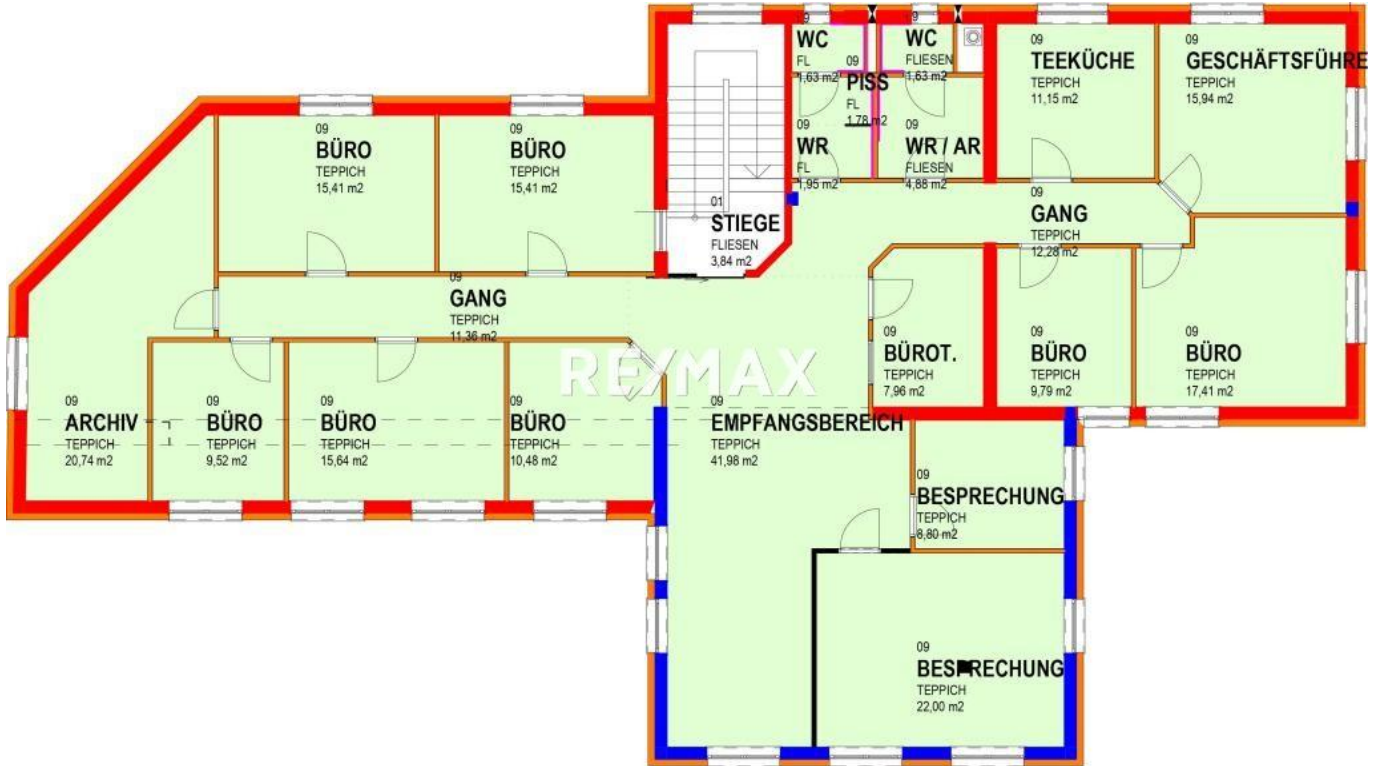 09
WC
FL
1,63 m2
09
PISS
FL
1,78 m2
09
WC
FLIESEN
1,63 m2
09
TEEKÜCHE
TEPPICH
11,15 m2
09
GESCHÄFTSFÜHRE
TEPPICH
15,94 m2
09
BÜRO
TEPPICH
15,41 m2
09
BÜRO
TEPPICH
15,41 m2
09
WR
FL
1,95 m2
09
WR / AR
FLIESEN
4,88 m2
01
STIEGE
FLIESEN
3,84 m2
09
GANG
TEPPICH
12,28 m2
09
GANG
TEPPICH
11,36 m2
RE/MAX
09
BÜROT.
TEPPICH
7,96 m2
09
BÜRO
TEPPICH
9,79 m2
09
BÜRO
TEPPICH
17,41 m2
09
ARCHIV
TEPPICH
20,74 m2
09
BÜRO
TEPPICH
9,52 m2
09
BÜRO
TEPPICH
15,64 m2
09
BÜRO
TEPPICH
10,48 m2
09
EMPFANGSBEREICH
TEPPICH
41,98 m2
09
BESPRECHUNG
TEPPICH
8,80 m2
09
BESPRECHUNG
TEPPICH
22,00 m2